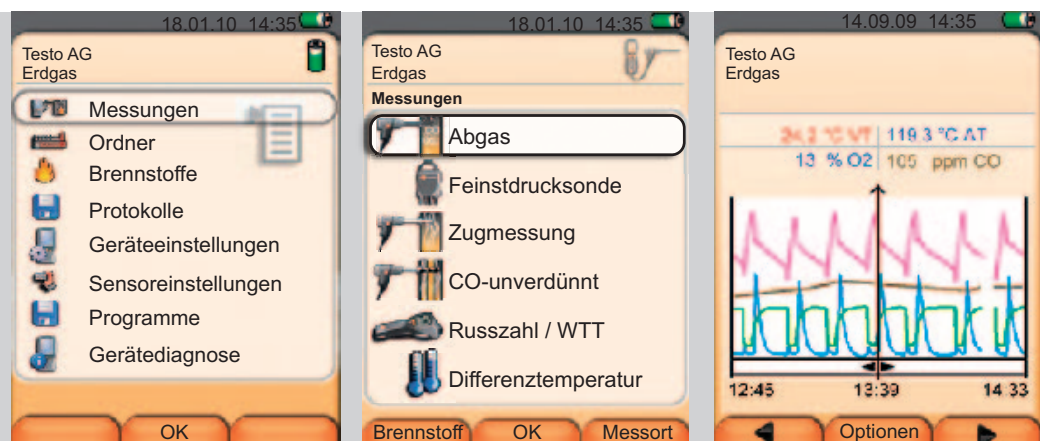 18.01.10 14:35
Testo AG
Erdgas
Messungen
Ordner
Brennstoffe
Protokolle
Geräteeinstellungen
Sensoreinstellungen
Programme
Gerätediagnose
OK
18.01.10 14:35
Testo AG
Erdgas
Messungen
Abgas
Feinstdrucksonde
Zugmessung
CO-unverdünnt
Russzahl / WTT
Differenztemperatur
Brennstoff OK Messort
14.09.09 14:35
Testo AG
Erdgas
24,2 °C VT 119.3 °C AT
13 % O2 105 ppm CO
12:45 13:39 14:33
Optionen